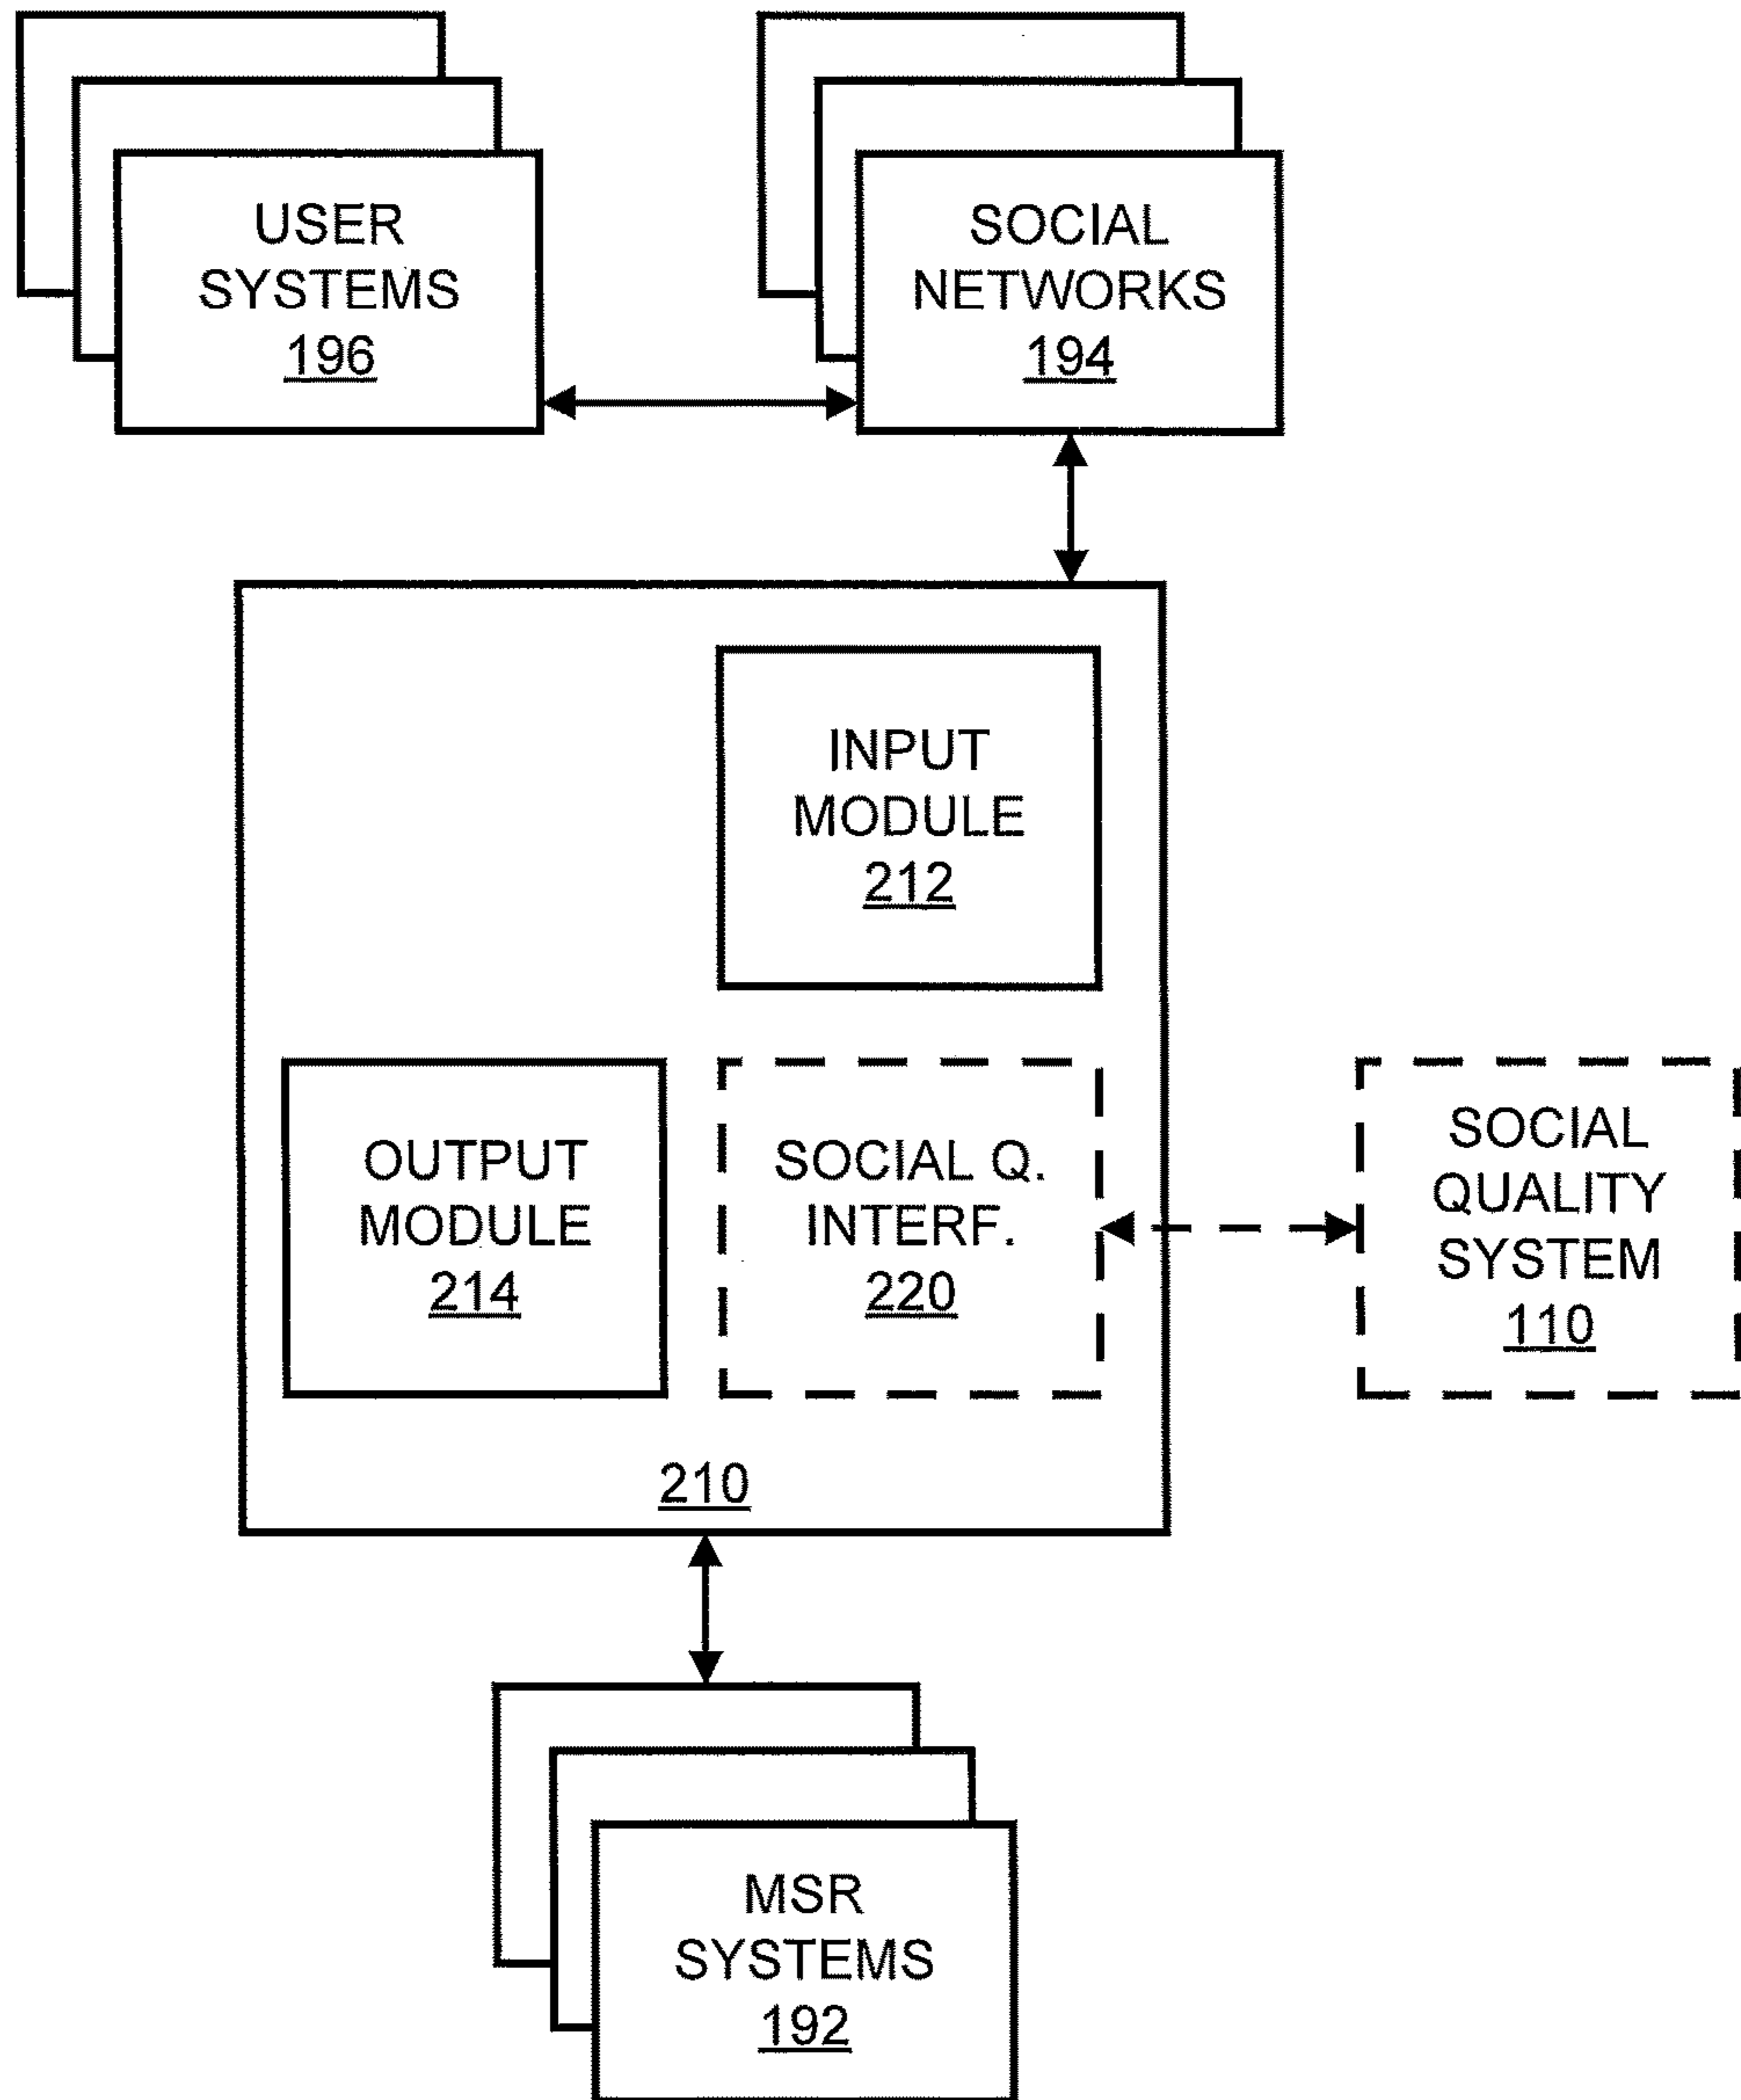 USER
SYSTEMS
196
SOCIAL
NETWORKS
194
INPUT
MODULE
212
OUTPUT
MODULE
214
SOCIAL Q.
INTERF.
220
SOCIAL
QUALITY
SYSTEM
110
210
MSR
SYSTEMS
192